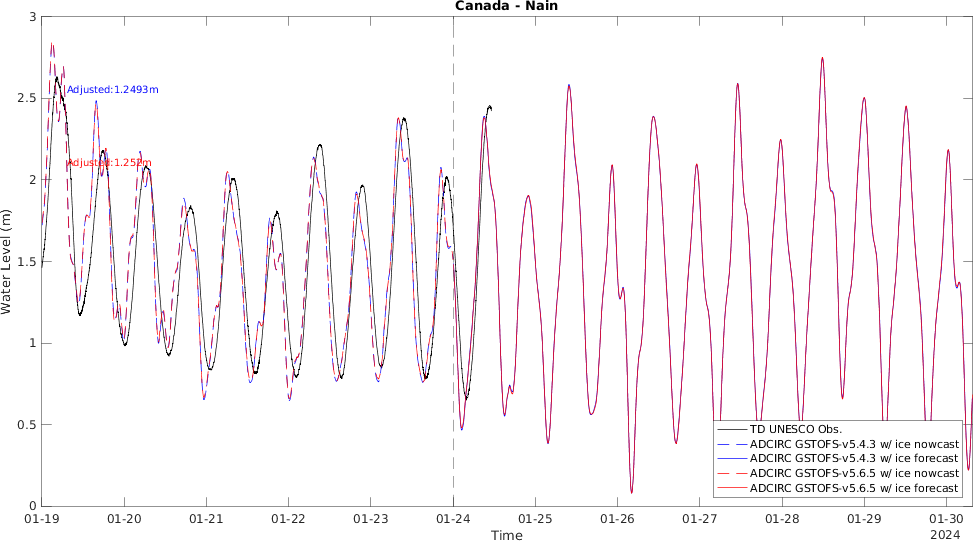 Canada - Nain
Water Level (m)
3
2.5
2
1.5
1
0.5
0
Adjusted:1.2493m
Adjusted:1.252m
TD UNESCO Obs.
ADCIRC GSTOFS-v5.4.3 w/ ice nowcast
ADCIRC GSTOFS-v5.4.3 w/ ice forecast
ADCIRC GSTOFS-v5.6.5 w/ ice nowcast
ADCIRC GSTOFS-v5.6.5 w/ ice forecast
01-19 01-20 01-21 01-22 01-23 01-24 01-25 01-26 01-27 01-28 01-29 01-30
Time
2024